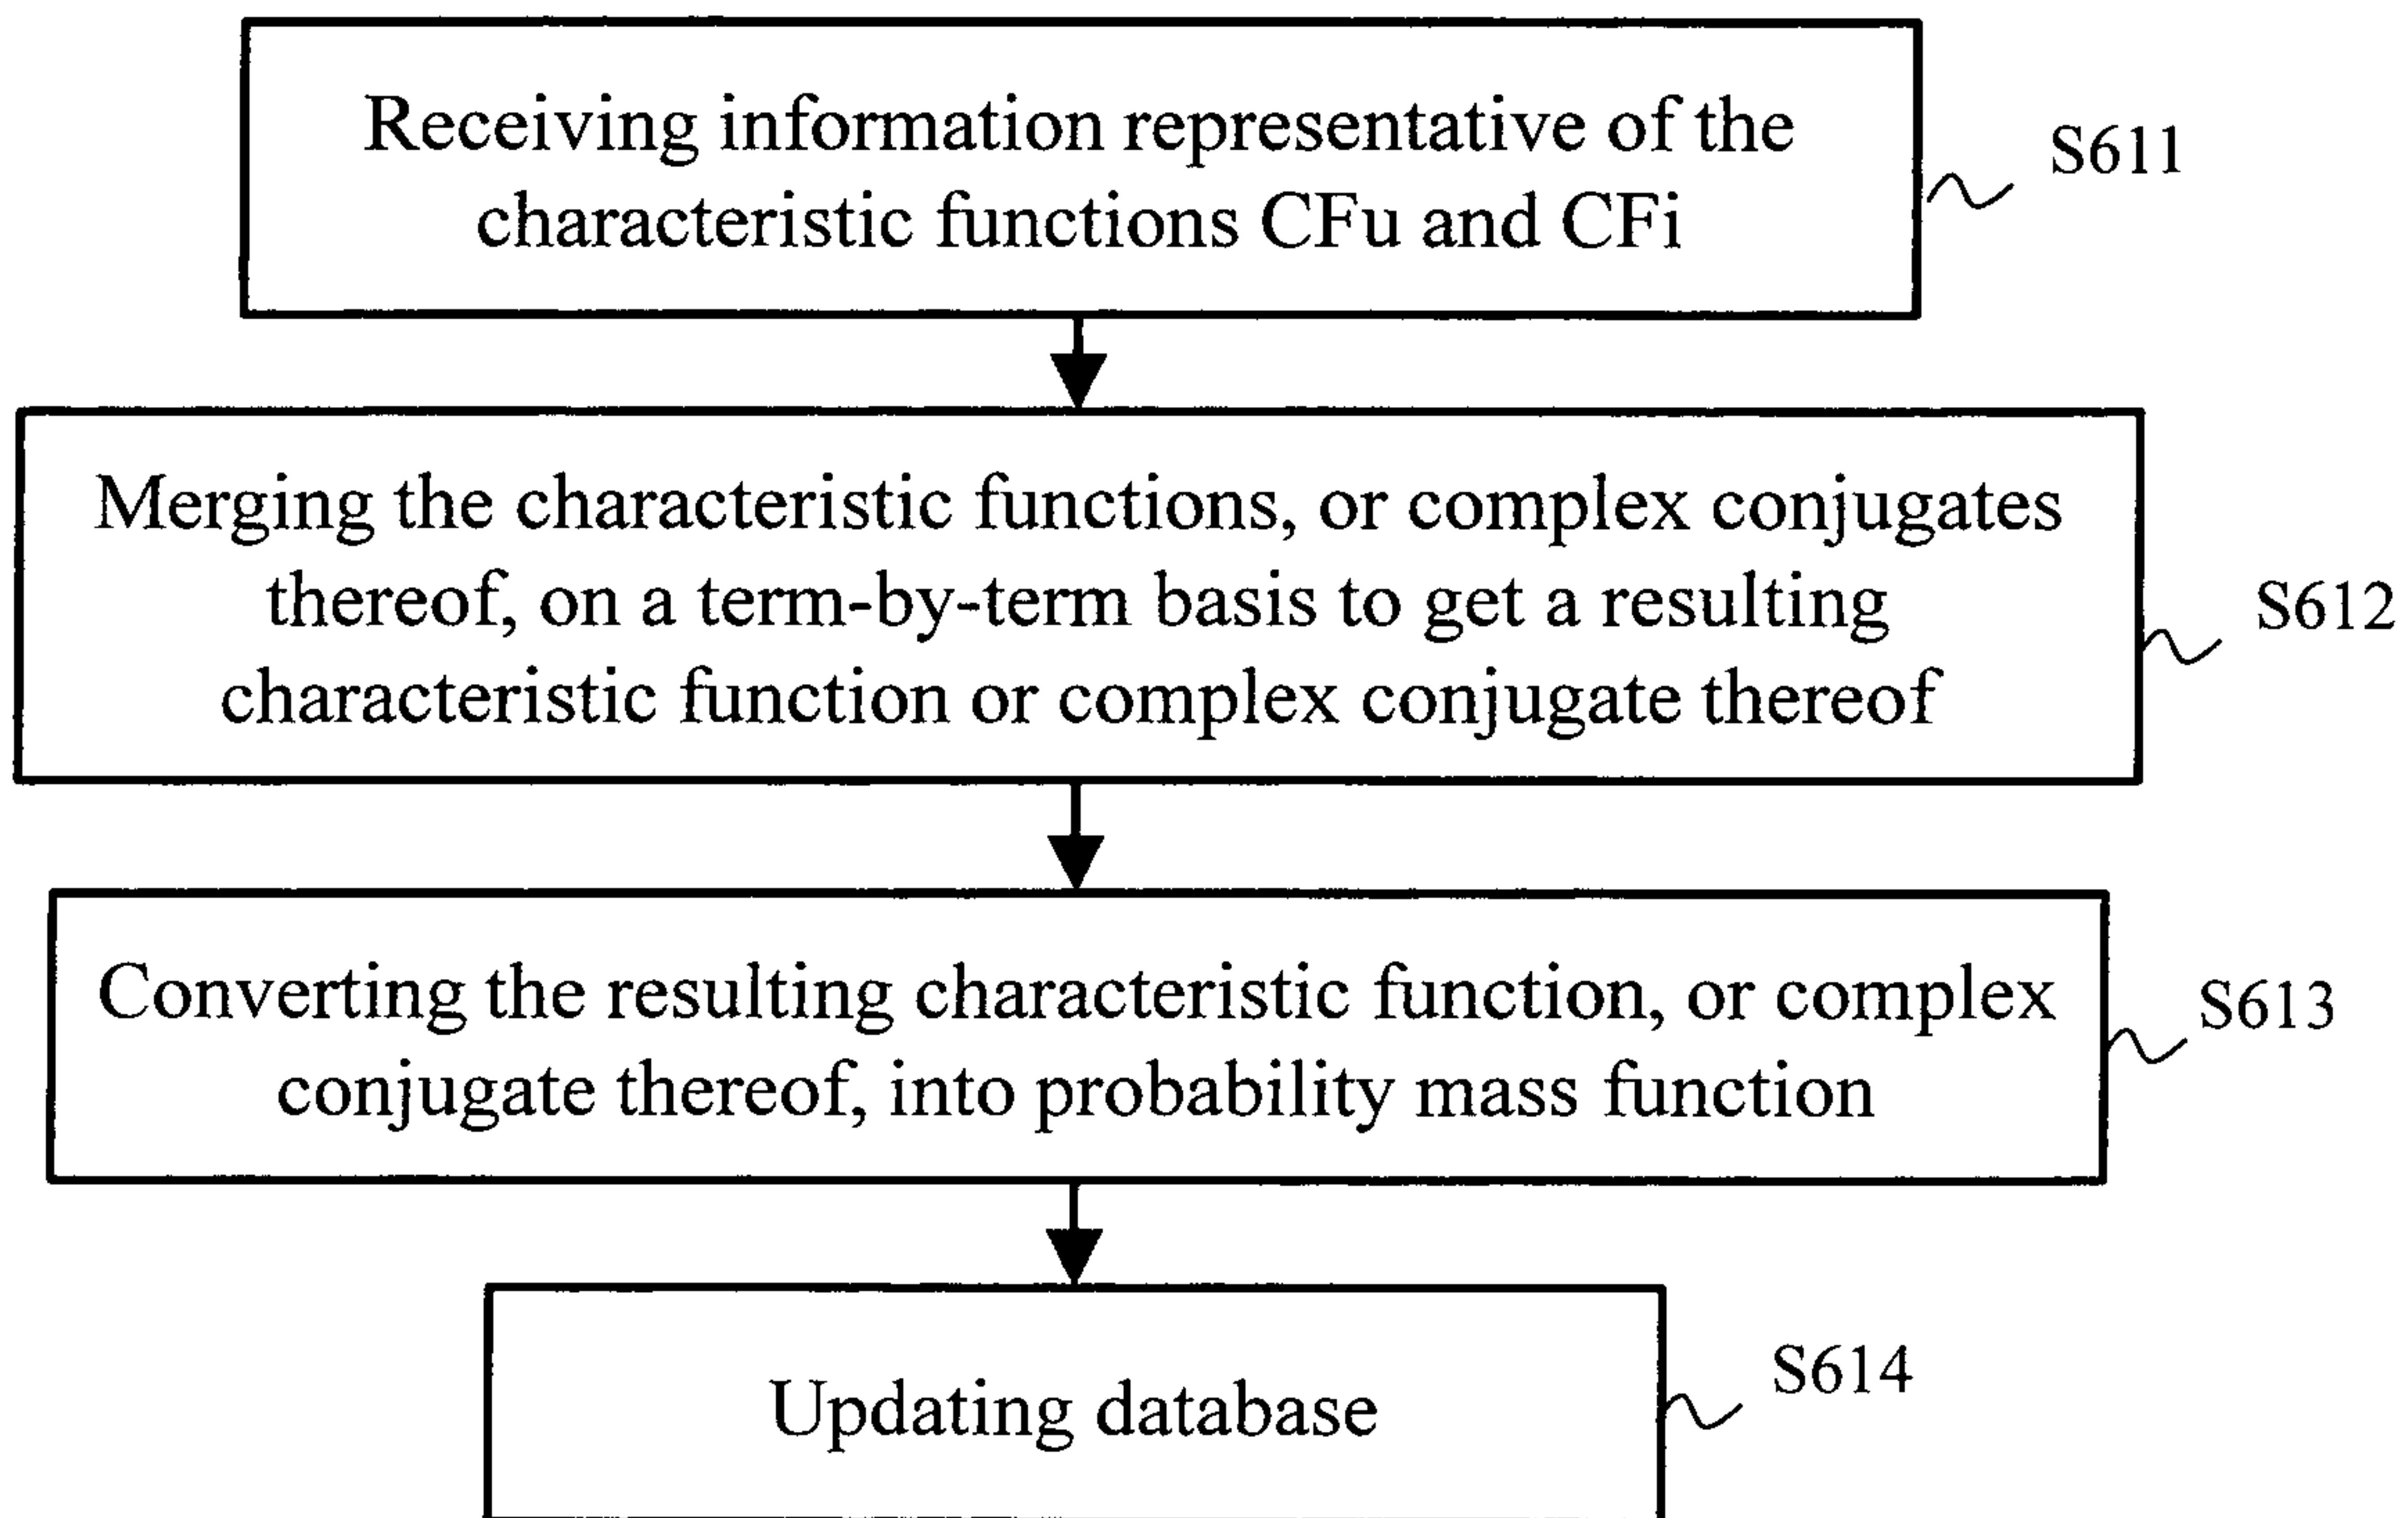 Receiving information representative of the
characteristic functions CFu and CFi
S611
Merging the characteristic functions, or complex conjugates
thereof, on a term-by-term basis to get a resulting
characteristic function or complex conjugate thereof
S612
Converting the resulting characteristic function, or complex
conjugate thereof, into probability mass function
S613
Updating database
S614